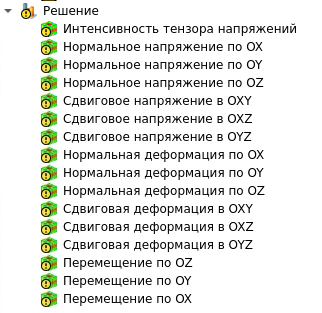 Решение
Интенсивность тензора напряжений
Нормальное напряжение по OX
Нормальное напряжение по OY
Нормальное напряжение по OZ
Сдвиговое напряжение в OXY
Сдвиговое напряжение в OXZ
Сдвиговое напряжение в OYZ
Нормальная деформация по OX
Нормальная деформация по OY
Нормальная деформация по OZ
Сдвиговая деформация в OXY
Сдвиговая деформация в OXZ
Сдвиговая деформация в OYZ
Перемещение по OZ
Перемещение по OY
Перемещение по OX